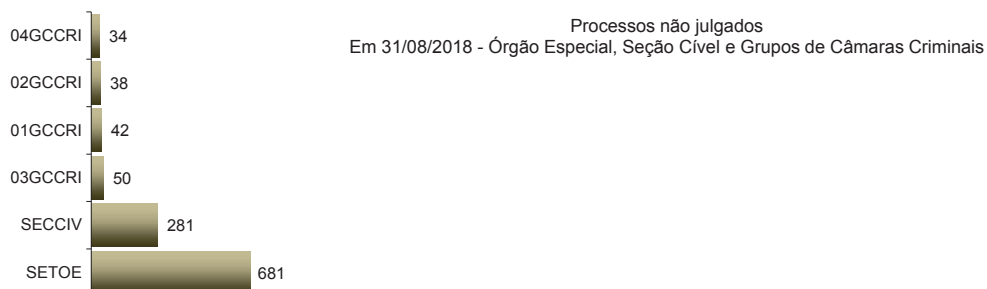 Processos não julgados
Em 31/08/2018 - Órgão Especial, Seção Cível e Grupos de Câmaras Criminais
04GCCRI 34
02GCCRI 38
01GCCRI 42
03GCCRI 50
SECCIV 281
SETOE 681